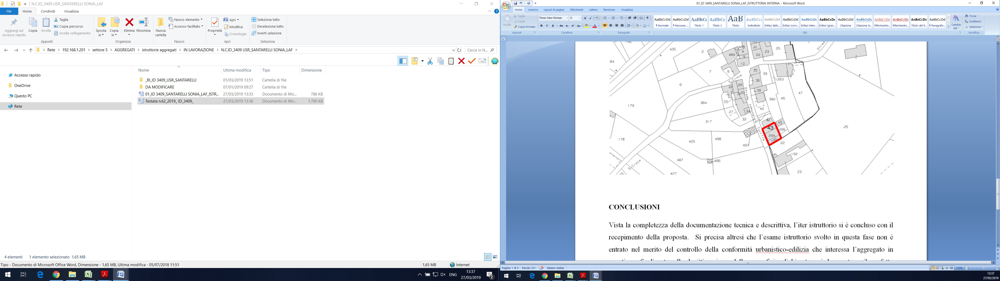 N.C.ID_3409 USR_SANTARELLI SONIA_LAF
File Home Condividi Visualizza
Aggiungi ad Accesso rapido
Copia
Incolla
Taglia
Copia percorso
Incolla collegamento
Appunti
Sposta in
Copia in
Elimina
Rinomina
Organizza
Nuova cartella
Nuovo elemento
Accesso facilitato
Nuovo
Proprietà
Apri
Modifica
Cronologia
Apri
Seleziona tutto
Deseleziona tutto
Inverti selezione
Seleziona
Rete > 192.168.1.201 > settore 5 > AGGREGATI > istruttorie aggregati > IN LAVORAZIONE > N.C.ID_3409 USR_SANTARELLI SONIA_LAF >
Cerca in N...
Accesso rapido
OneDrive
Questo PC
Rete
Nome Ultima modifica Tipo Dimensione
_RI_ID 3409_USR_SANTARELLI 01/03/2019 13:51 Cartella di file
DA MODIFICARE 07/01/2019 09:27 Cartella di file
01_ID 3409_SANTARELLI SONIA_LAF_ISTR... 27/03/2019 13:33 Documento di Mic... 786 KB
Testata n.62_2019_ ID_3409_ 27/03/2019 13:36 Documento di Mic... 1.700 KB
4 elementi 1 elemento selezionato 1,65 MB
Tipo - Documento di Microsoft Office Word, Dimensione - 1,65 MB, Ultima modifica - 05/07/2018 11:51
1,65 MB Internet
ENG
13:37
27/03/2019
2
01_ID 3409_SANTARELLI SONIA_LAF_ISTRUTTORIA INTERNA - Microsoft Word
Home Inserisci Layout di pagina Riferimenti Lettere Revisione Visualizza
Incolla
Taglia
Copia
Copia formato
Appunti
Times New Roman 12
Carattere
Paragrafo
AaBbCcDd AaBbCcDd AaBbC AaBbCc AaB AaBbCc AaBbCcDd AaBbCcDd AaBbCcDd AaBbCcDc AaBbCcDd AaBbCcDc AaBbCcDd AaBbCcDd AaBbCcDd AaBbCcDd
¶ Normale ¶ Nessuna ... Titolo 1 Titolo 2 Titolo Sottotitolo Enfasi delic... Enfasi (cors... Enfasi inten... Enfasi (gras... Citazione Citazione in... Riferimento... Riferimento... Titolo del li... ¶ Paragrafo...
Stili
Cambia stili
Trova
Sostituisci
Seleziona
Modifica
435
2
21
25
23
22
4
10
84
7
8
35
39
6
36
393
S.Croce
29
38
47
179
384
33
392
45
40
27
34
32
Strada
comunale
Torrita
317
42
44
43
296
25
294
22
178
425
498
497
192
487
486
S.Croce
427
23
CONCLUSIONI
Vista la completezza della documentazione tecnica e descrittiva, l’iter istruttorio si è concluso con il
recepimento della proposta. Si precisa altresì che l’esame istruttorio svolto in questa fase non è
entrato nel merito del controllo della conformità urbanistico-edilizia che interessa l’aggregato in
Pagina: 1 di 3 Parole: 331 Italiano (Italia) 170%
13:37
27/03/2019